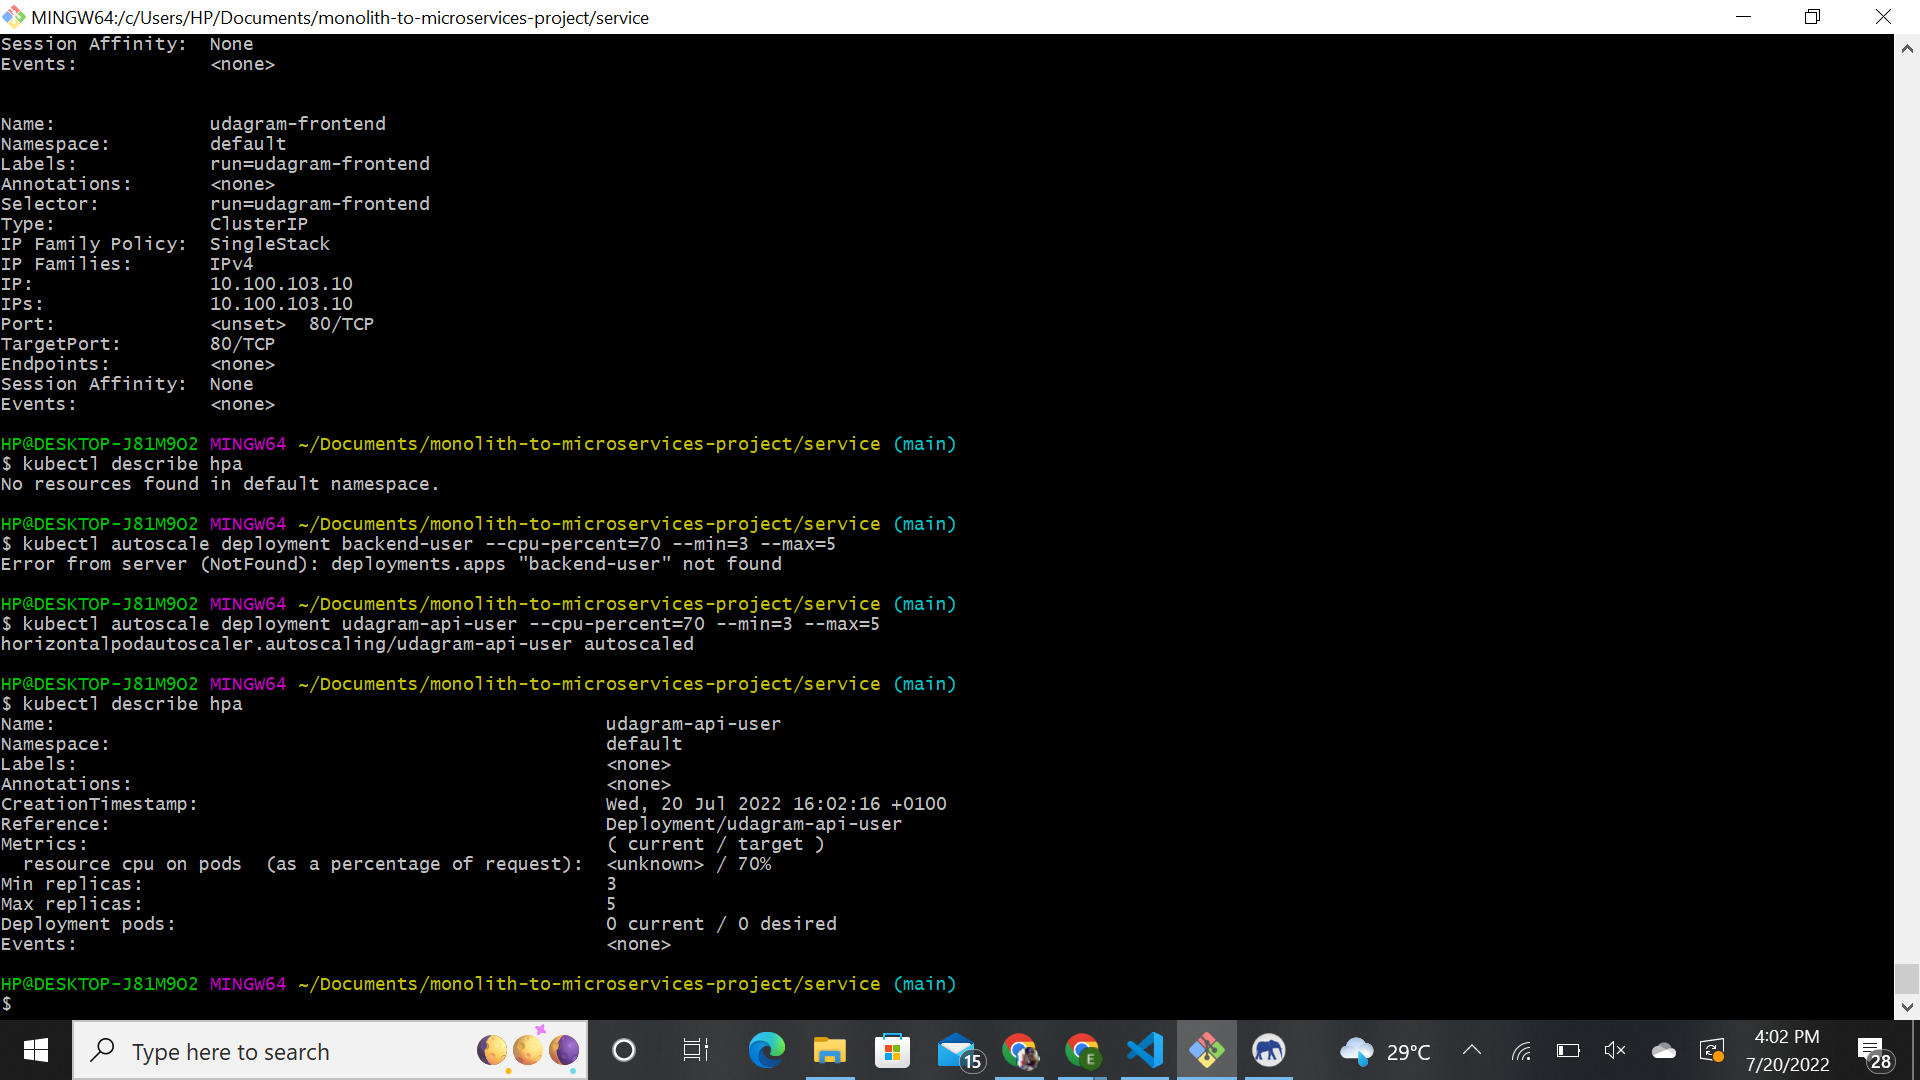 MINGW64:/c/Users/HP/Documents/monolith-to-microservices-project/service
Session Affinity:  None
Events:            <none>
Name:              udagram-frontend
Namespace:         default
Labels:            run=udagram-frontend
Annotations:       <none>
Selector:          run=udagram-frontend
Type:              ClusterIP
IP Family Policy:  SingleStack
IP Families:       IPv4
IP:                10.100.103.10
IPs:               10.100.103.10
Port:              <unset>  80/TCP
TargetPort:        80/TCP
Endpoints:         <none>
Session Affinity:  None
Events:            <none>
HP@DESKTOP-J81M9O2 MINGW64 ~/Documents/monolith-to-microservices-project/service (main)
$ kubectl describe hpa
No resources found in default namespace.
HP@DESKTOP-J81M9O2 MINGW64 ~/Documents/monolith-to-microservices-project/service (main)
$ kubectl autoscale deployment backend-user --cpu-percent=70 --min=3 --max=5
Error from server (NotFound): deployments.apps "backend-user" not found
HP@DESKTOP-J81M9O2 MINGW64 ~/Documents/monolith-to-microservices-project/service (main)
$ kubectl autoscale deployment udagram-api-user --cpu-percent=70 --min=3 --max=5
horizontalpodautoscaler.autoscaling/udagram-api-user autoscaled
HP@DESKTOP-J81M9O2 MINGW64 ~/Documents/monolith-to-microservices-project/service (main)
$ kubectl describe hpa
Name:                                                  udagram-api-user
Namespace:                                             default
Labels:                                                <none>
Annotations:                                           <none>
CreationTimestamp:                                     Wed, 20 Jul 2022 16:02:16 +0100
Reference:                                             Deployment/udagram-api-user
Metrics:                                               ( current / target )
  resource cpu on pods  (as a percentage of request):  <unknown> / 70%
Min replicas:                                          3
Max replicas:                                          5
Deployment pods:                                       0 current / 0 desired
Events:                                                <none>
HP@DESKTOP-J81M9O2 MINGW64 ~/Documents/monolith-to-microservices-project/service (main)
$
Type here to search
15
E
29°C
4:02 PM
7/20/2022
28